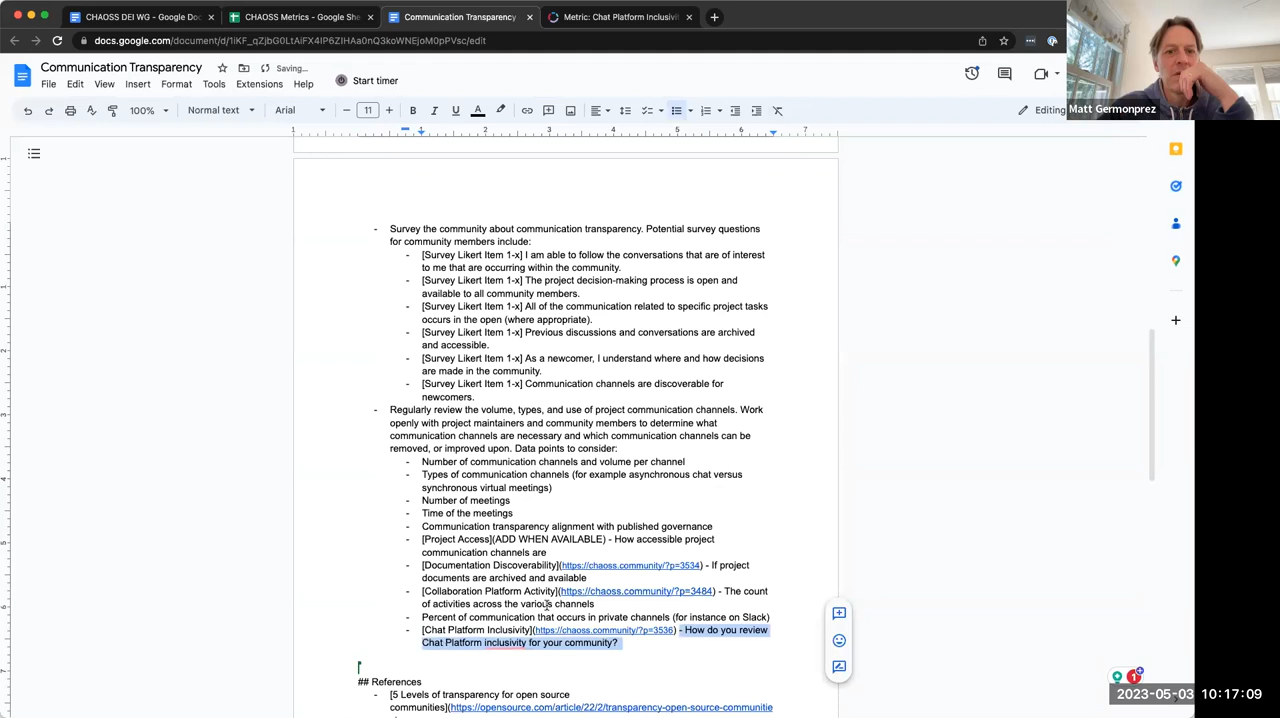 CHAOSS DEI WG - Google Doc
CHAOSS Metrics - Google She
Communication Transparency
Metric: Chat Platform Inclusivit
docs.google.com/document/d/1iKF_qZjbG0LtAiFX4IP6ZIHAa0nQ3koWNEjoM0pPVsc/edit
Communication Transparency
Saving...
File Edit View Insert Format Tools Extensions Help
Start timer
100%
Normal text
Arial
11
Editing
Matt Germonprez
1 1 2 3 4 5 6 7
- Survey the community about communication transparency. Potential survey questions
for community members include:
- [Survey Likert Item 1-x] I am able to follow the conversations that are of interest
to me that are occurring within the community.
- [Survey Likert Item 1-x] The project decision-making process is open and
available to all community members.
- [Survey Likert Item 1-x] All of the communication related to specific project tasks
occurs in the open (where appropriate).
- [Survey Likert Item 1-x] Previous discussions and conversations are archived
and accessible.
- [Survey Likert Item 1-x] As a newcomer, I understand where and how decisions
are made in the community.
- [Survey Likert Item 1-x] Communication channels are discoverable for
newcomers.
- Regularly review the volume, types, and use of project communication channels. Work
openly with project maintainers and community members to determine what
communication channels are necessary and which communication channels can be
removed, or improved upon. Data points to consider:
- Number of communication channels and volume per channel
- Types of communication channels (for example asynchronous chat versus
synchronous virtual meetings)
- Number of meetings
- Time of the meetings
- Communication transparency alignment with published governance
- [Project Access](ADD WHEN AVAILABLE) - How accessible project
communication channels are
- [Documentation Discoverability](https://chaoss.community/?p=3534) - If project
documents are archived and available
- [Collaboration Platform Activity](https://chaoss.community/?p=3484) - The count
of activities across the various channels
- Percent of communication that occurs in private channels (for instance on Slack)
- [Chat Platform Inclusivity](https://chaoss.community/?p=3536) - How do you review
Chat Platform inclusivity for your community?
## References
- [5 Levels of transparency for open source
communities](https://opensource.com/article/22/2/transparency-open-source-communitie
2023-05-03 10:17:09